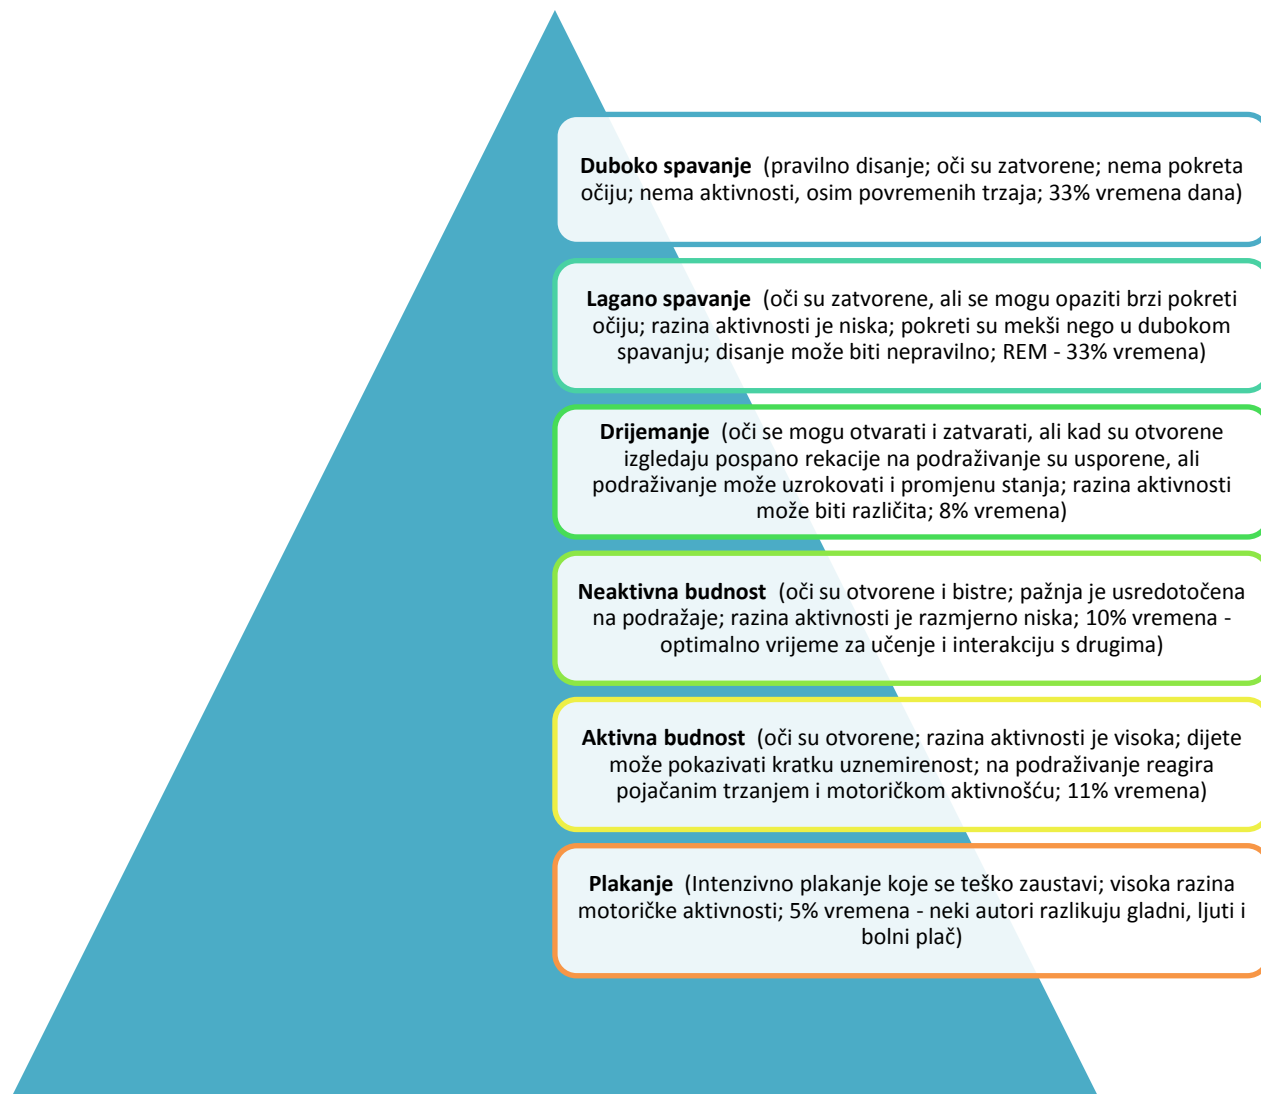 Duboko spavanje (pravilno disanje; oči su zatvorene; nema pokreta
očiju; nema aktivnosti, osim povremenih trzaja; 33% vremena dana)
Lagano spavanje (oči su zatvorene, ali se mogu opaziti brzi pokreti
očiju; razina aktivnosti je niska; pokreti su mekši nego u dubokom
spavanju; disanje može biti nepravilno; REM - 33% vremena)
Drijemanje (oči se mogu otvarati i zatvarati, ali kad su otvorene
izgledaju pospano rekacije na podraživanje su usporene, ali
podraživanje može uzrokovati i promjenu stanja; razina aktivnosti
može biti različita; 8% vremena)
Neaktivna budnost (oči su otvorene i bistre; pažnja je usredotočena
na podražaje; razina aktivnosti je razmjerno niska; 10% vremena -
optimalno vrijeme za učenje i interakciju s drugima)
Aktivna budnost (oči su otvorene; razina aktivnosti je visoka; dijete
može pokazivati kratku uznemirenost; na podraživanje reagira
pojačanim trzanjem i motoričkom aktivnošću; 11% vremena)
Plakanje (Intenzivno plakanje koje se teško zaustavi; visoka razina
motoričke aktivnosti; 5% vremena - neki autori razlikuju gladni, ljuti i
bolni plač)